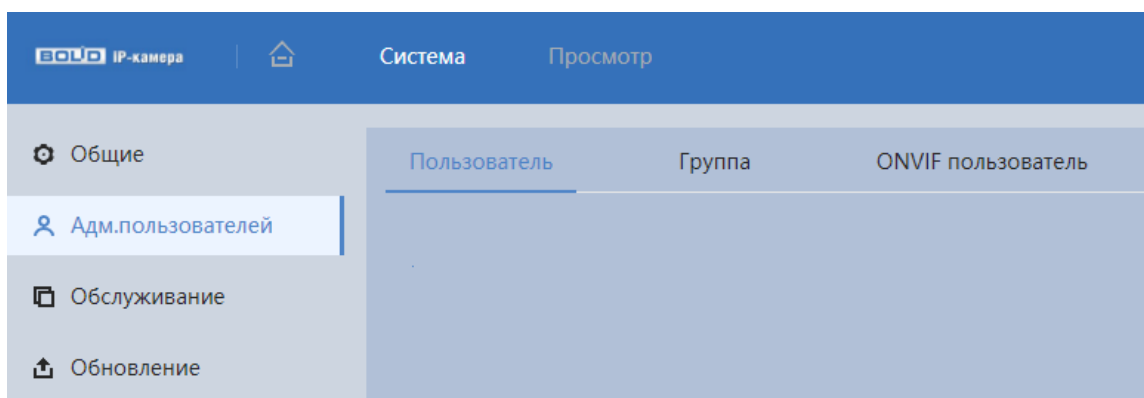 BOLID IP-камера Система Просмотр
Общие
Пользователь Группа ONVIF пользователь
Адм.пользователей
Обслуживание
Обновление